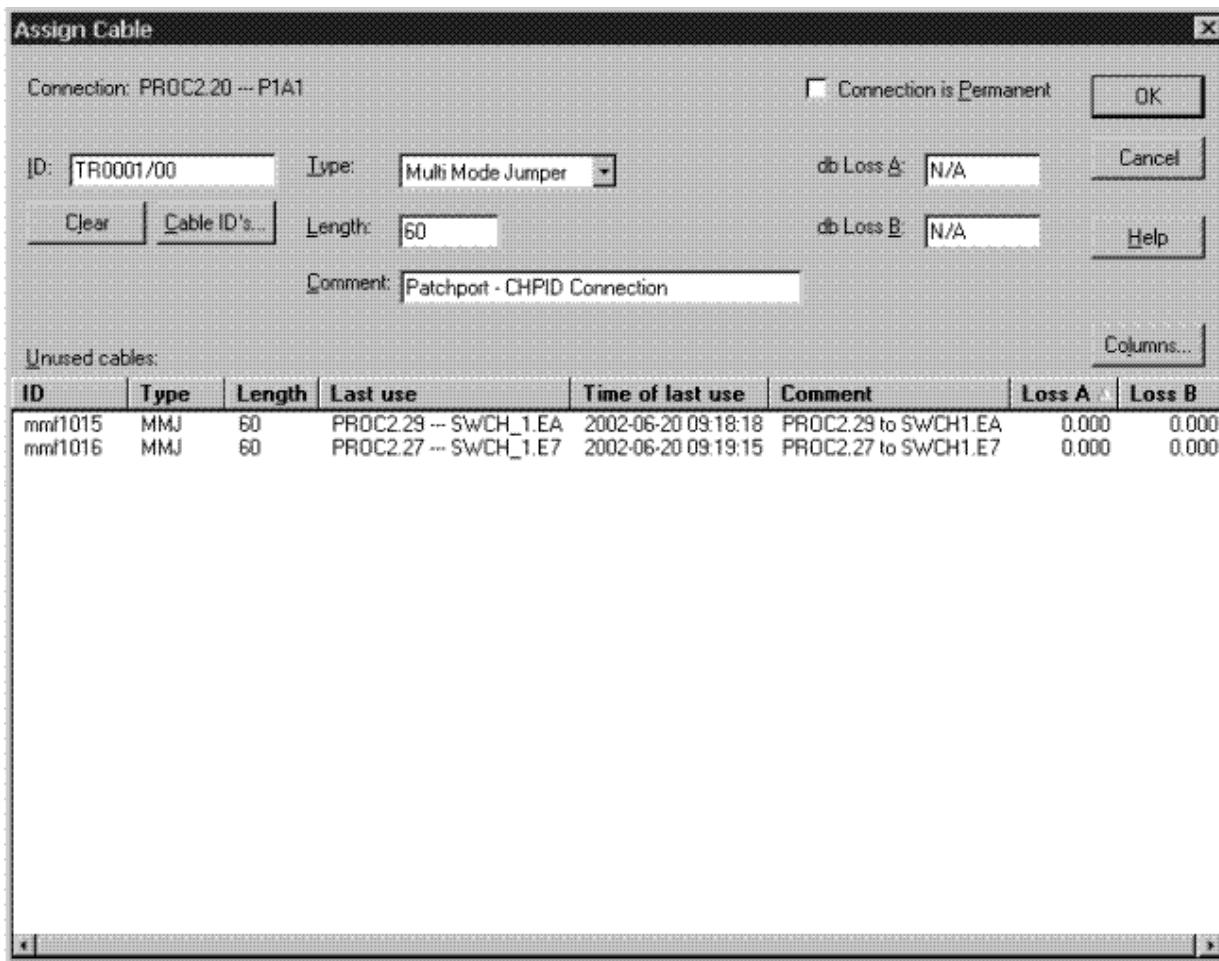 Assign Cable
Connection: PROC2.20 --- P1A1
Connection is Permanent
OK
ID: TR0001/00
Type: Multi Mode Jumper
db Loss A: N/A
Cancel
Clear
Cable ID's...
Length: 60
db Loss B: N/A
Help
Comment: Patchport - CHPID Connection
Columns...
Unused cables:
ID Type Length Last use Time of last use Comment Loss A Loss B
mmf1015 MMJ 60 PROC2.29 --- SWCH_1.EA 2002-06-20 09:18:18 PROC2.29 to SWCH1.EA 0.000 0.000
mmf1016 MMJ 60 PROC2.27 --- SWCH_1.E7 2002-06-20 09:19:15 PROC2.27 to SWCH1.E7 0.000 0.000